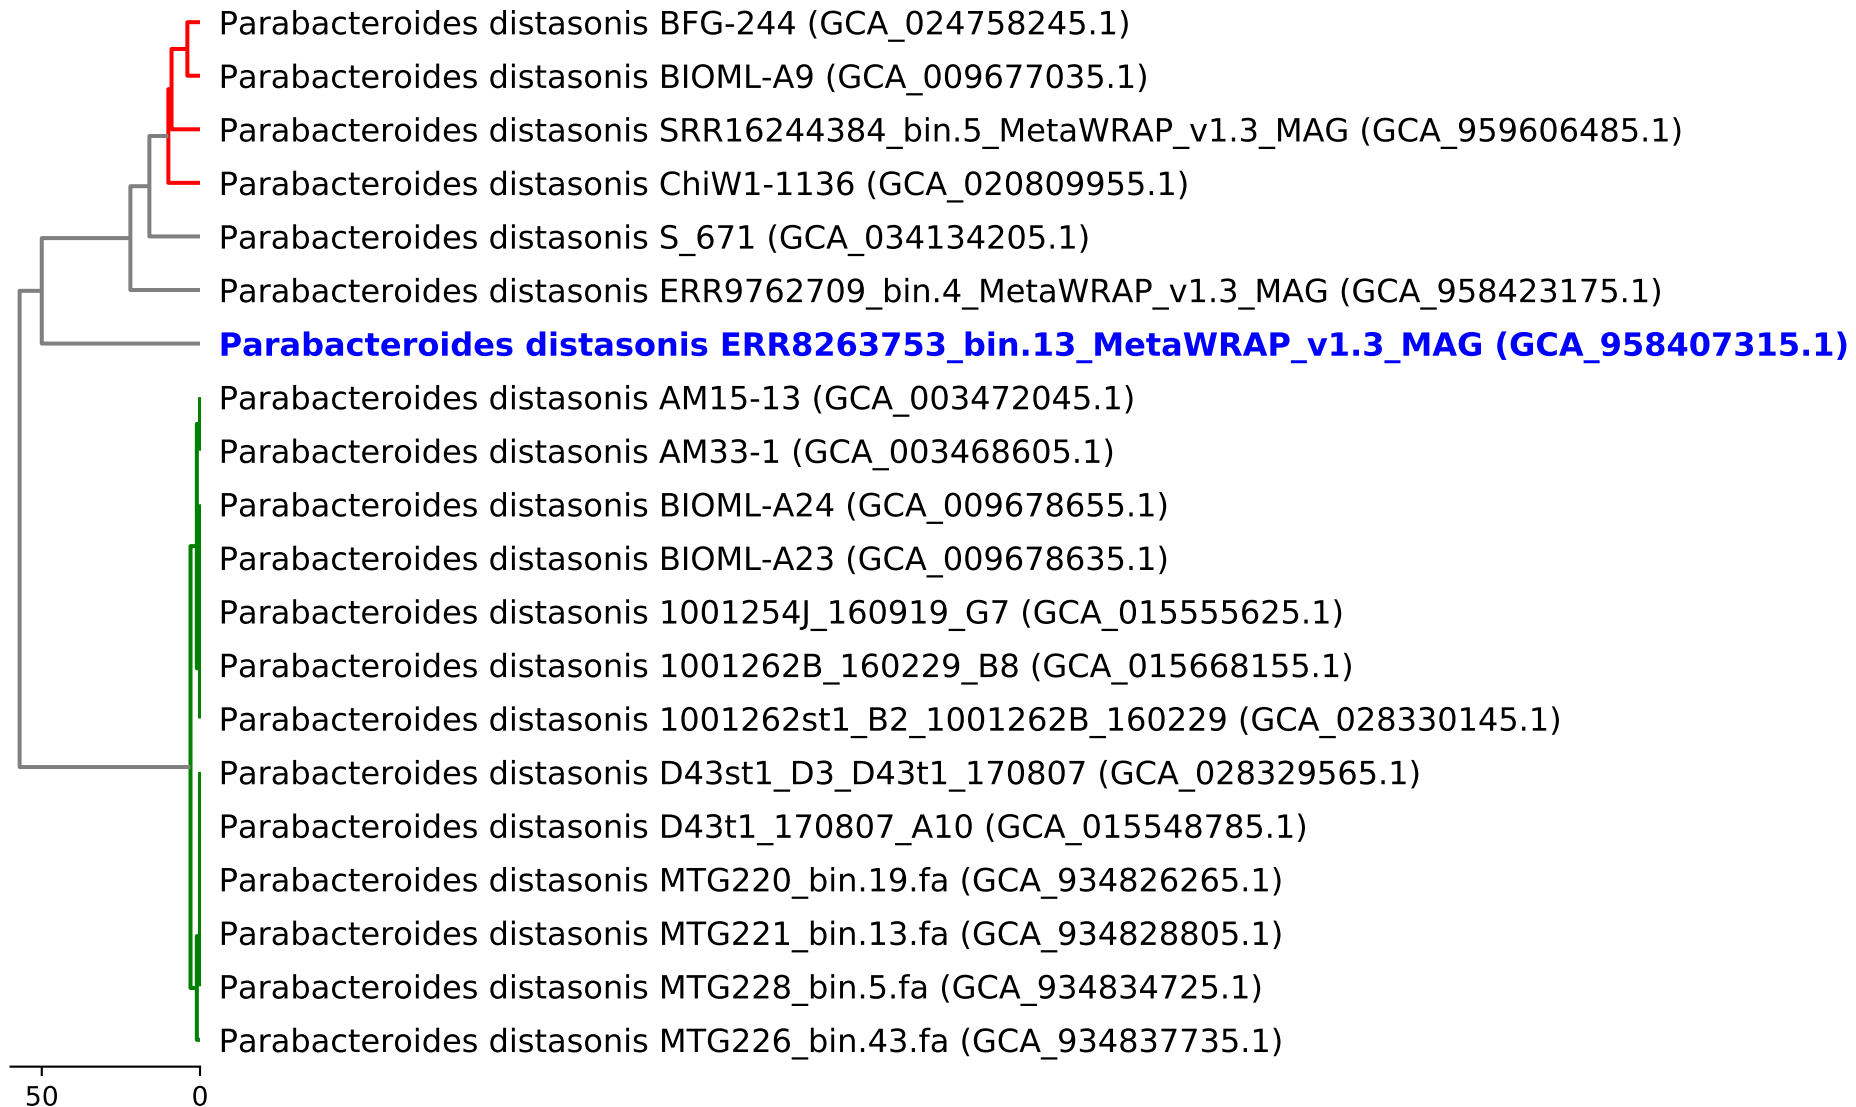 Parabacteroides distasonis BFG-244 (GCA_024758245.1)
Parabacteroides distasonis BIOML-A9 (GCA_009677035.1)
Parabacteroides distasonis SRR16244384_bin.5_MetaWRAP_v1.3_MAG (GCA_959606485.1)
Parabacteroides distasonis ChiW1-1136 (GCA_020809955.1)
Parabacteroides distasonis S_671 (GCA_034134205.1)
Parabacteroides distasonis ERR9762709_bin.4_MetaWRAP_v1.3_MAG (GCA_958423175.1)
Parabacteroides distasonis ERR8263753_bin.13_MetaWRAP_v1.3_MAG (GCA_958407315.1)
Parabacteroides distasonis AM15-13 (GCA_003472045.1)
Parabacteroides distasonis AM33-1 (GCA_003468605.1)
Parabacteroides distasonis BIOML-A24 (GCA_009678655.1)
Parabacteroides distasonis BIOML-A23 (GCA_009678635.1)
Parabacteroides distasonis 1001254J_160919_G7 (GCA_015555625.1)
Parabacteroides distasonis 1001262B_160229_B8 (GCA_015668155.1)
Parabacteroides distasonis 1001262st1_B2_1001262B_160229 (GCA_028330145.1)
Parabacteroides distasonis D43st1_D3_D43t1_170807 (GCA_028329565.1)
Parabacteroides distasonis D43t1_170807_A10 (GCA_015548785.1)
Parabacteroides distasonis MTG220_bin.19.fa (GCA_934826265.1)
Parabacteroides distasonis MTG221_bin.13.fa (GCA_934828805.1)
Parabacteroides distasonis MTG228_bin.5.fa (GCA_934834725.1)
Parabacteroides distasonis MTG226_bin.43.fa (GCA_934837735.1)
50 0